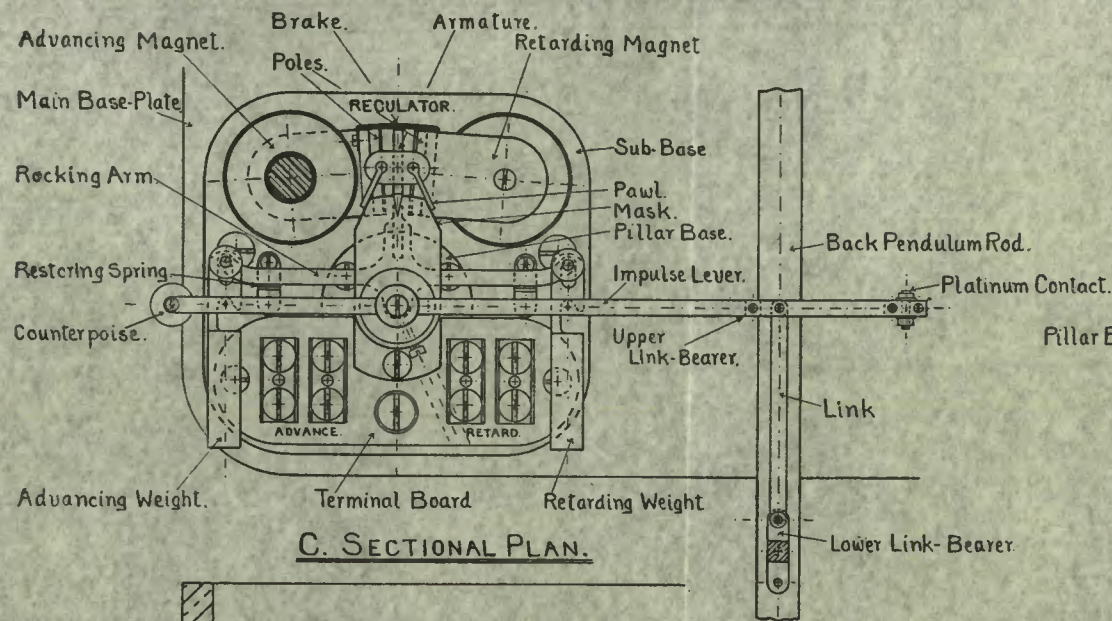 Brake.
Armature.
Advancing Magnet.
Retarding Magnet
Poles.
Main Base-Plate
REGULATOR.
Sub-Base
Rocking Arm.
Pawl.
Mask.
Pillar Base.
Back Pendulum Rod.
Restoring Spring
Impulse Lever.
Platinum Contact.
Counterpoise.
Upper
Link-Bearer.
Pillar
Link
ADVANCE.
RETARD.
Advancing Weight.
Terminal Board
Retarding Weight
C. SECTIONAL PLAN.
Lower Link-Bearer